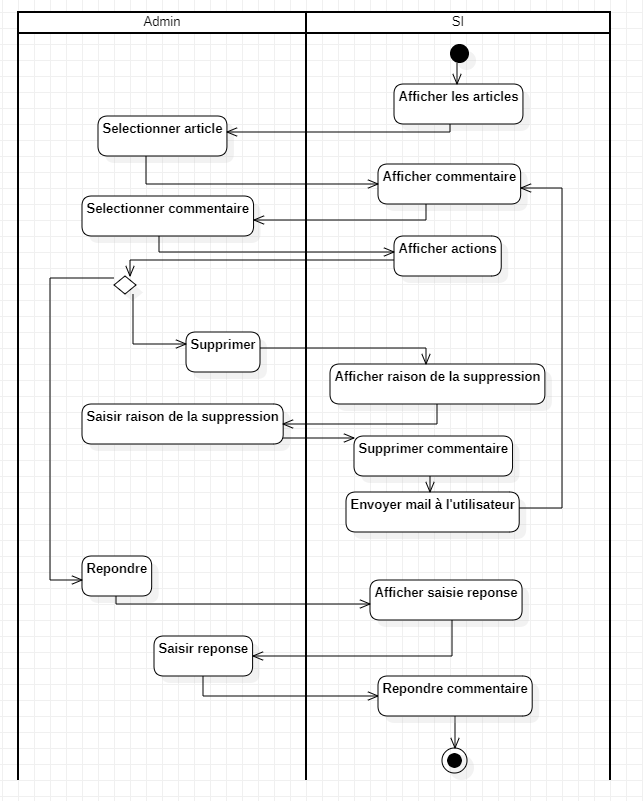 Admin
SI
Afficher les articles
Selectionner article
Afficher commentaire
Selectionner commentaire
Afficher actions
Supprimer
Afficher raison de la suppression
Saisir raison de la suppression
Supprimer commentaire
Envoyer mail à l'utilisateur
Repondre
Afficher saisie reponse
Saisir reponse
Repondre commentaire